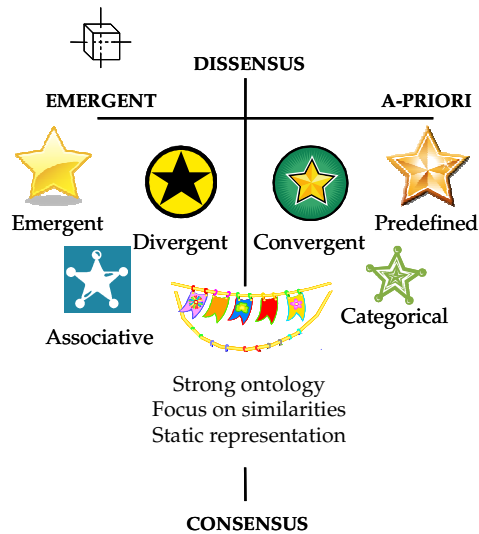 DISSENSUS
EMERGENT
A-PRIORI
Emergent
Divergent
Convergent
Predefined
Associative
Categorical
Strong ontology
Focus on similarities
Static representation
CONSENSUS